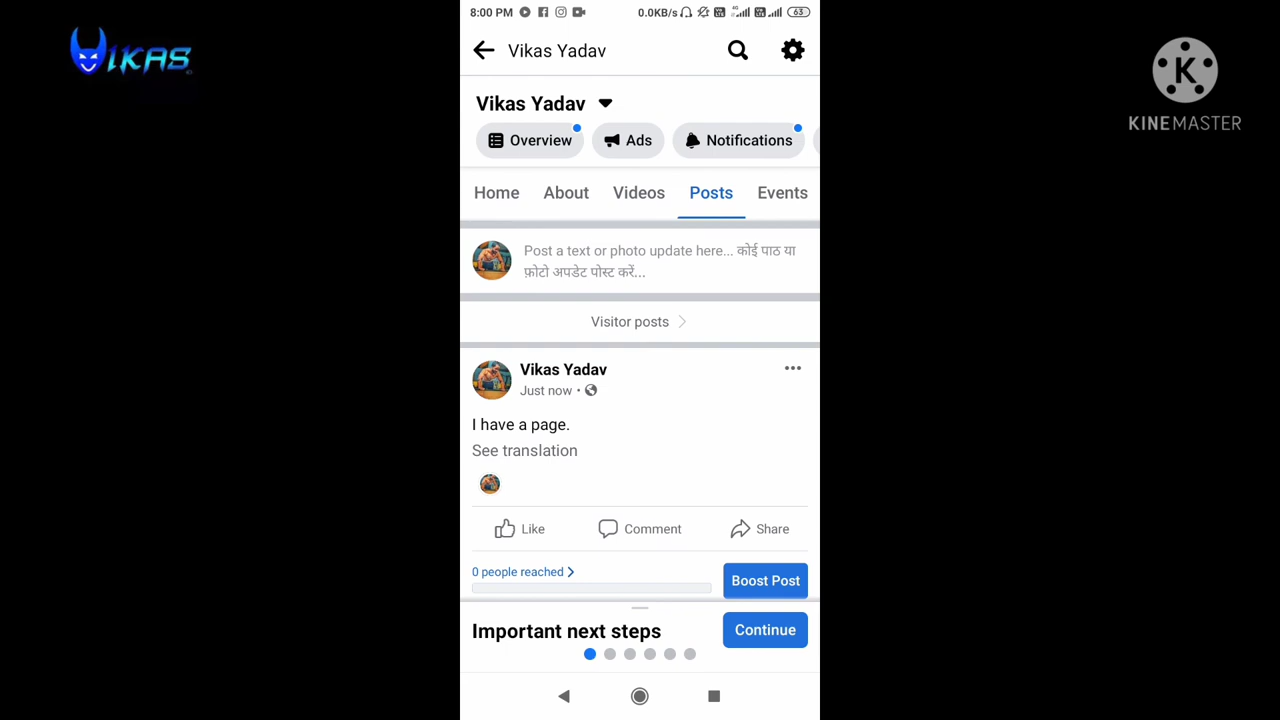 VIKAS
8:00 PM
0.0KB/s
4G
63
Vikas Yadav
K
KINEMASTER
Vikas Yadav
Overview
Ads
Notifications
Home
About
Videos
Posts
Events
Post a text or photo update here... कोई पाठ या
फ़ोटो अपडेट पोस्ट करें...
Visitor posts
Vikas Yadav
Just now •
I have a page.
See translation
Like
Comment
Share
0 people reached
Boost Post
Important next steps
Continue